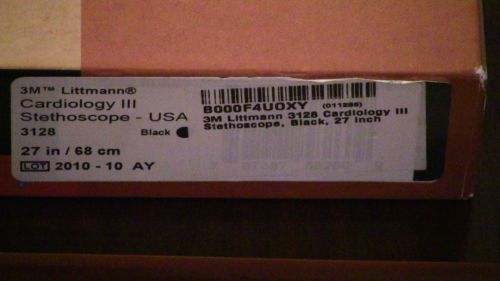 3M™ Littmann®
Cardiology III
Stethoscope - USA
3128 Black
27 in / 68 cm
LOT 2010 - 10 AY
B000F4UOXY (011286)
3M Littmann 3128 Cardiology III
Stethoscope, Black, 27 inch